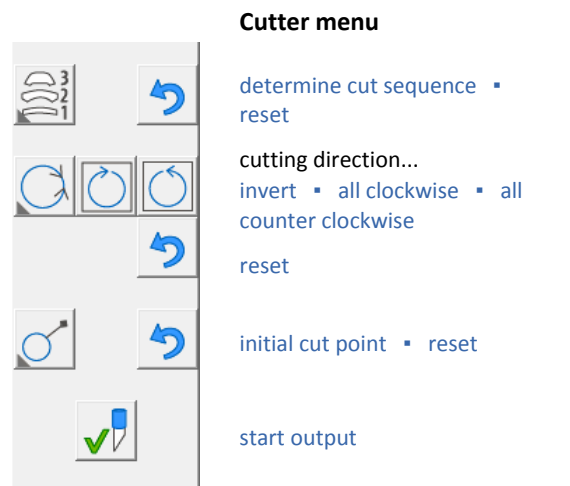 Cutter menu
3
2
1
determine cut sequence ▪
reset
cutting direction...
invert ▪ all clockwise ▪ all
counter clockwise
reset
initial cut point ▪ reset
start output